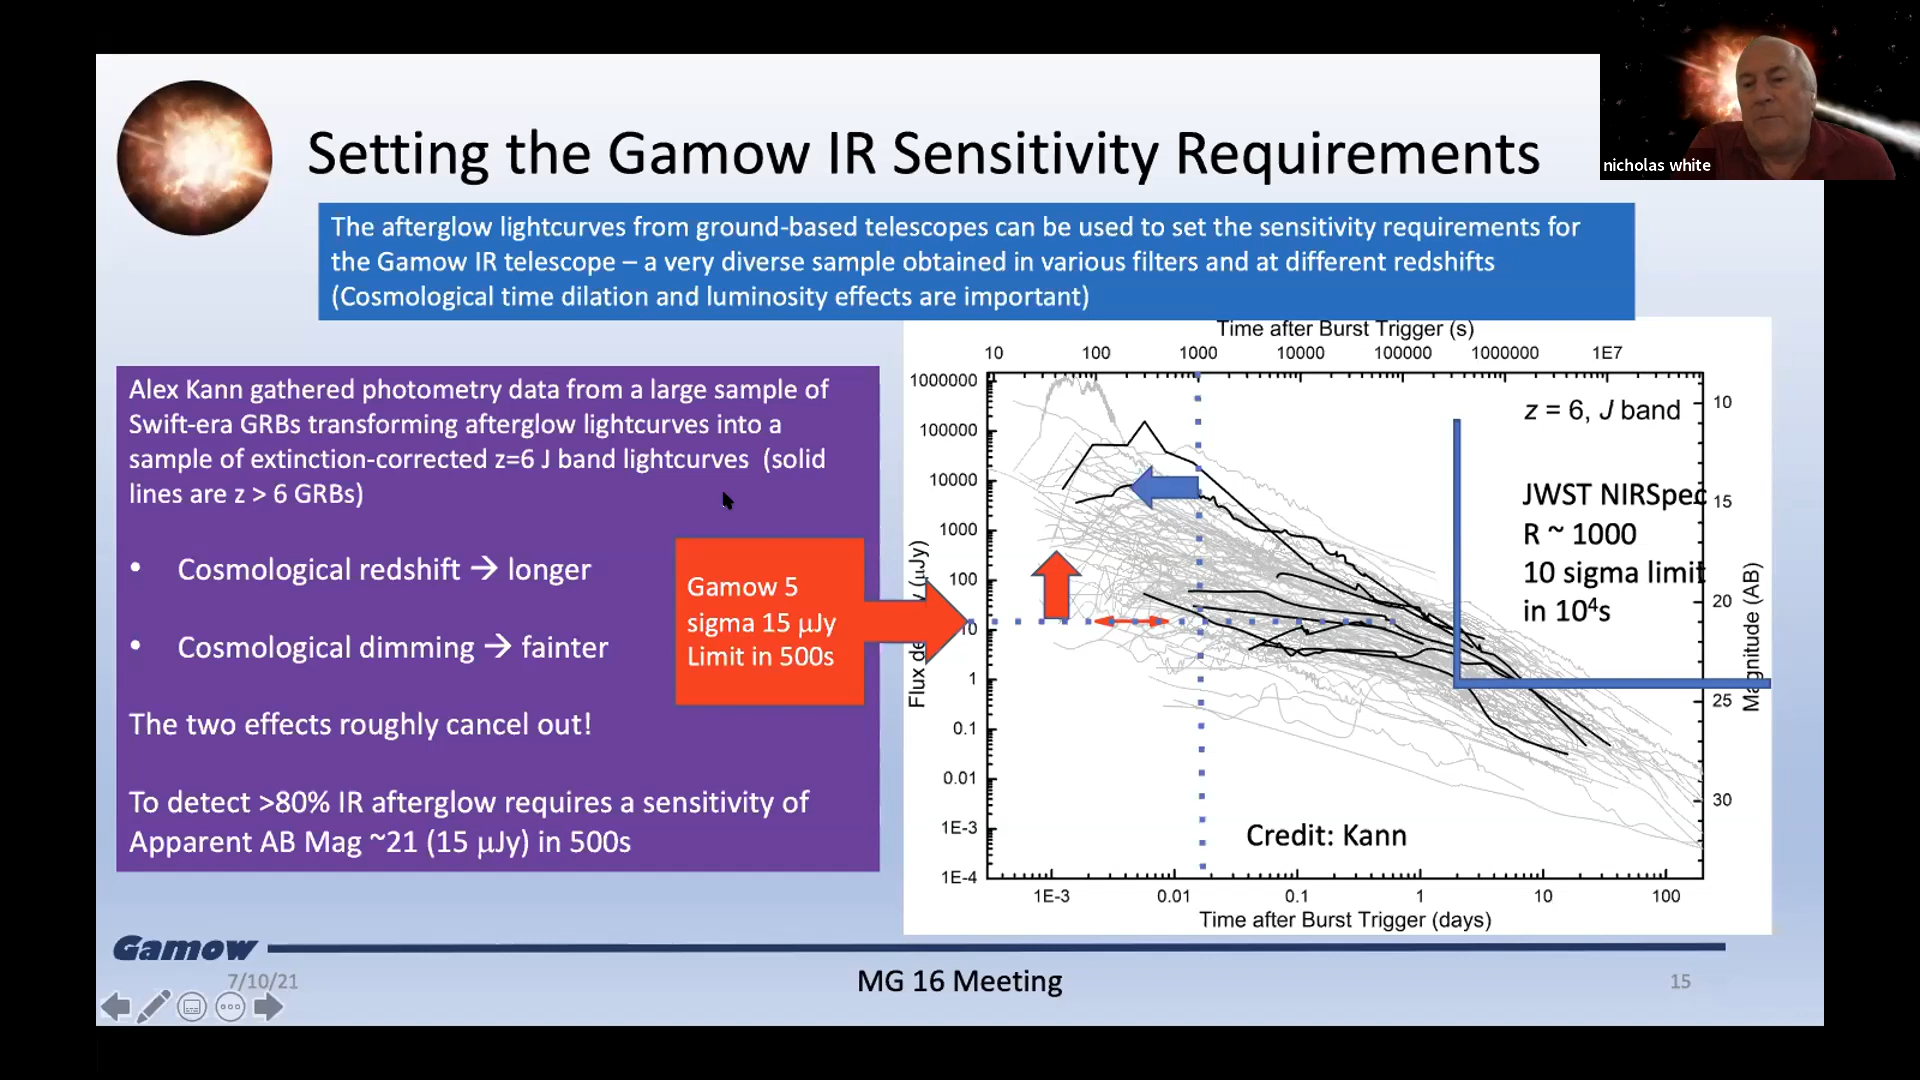 nicholas white
Setting the Gamow IR Sensitivity Requirements
The afterglow lightcurves from ground-based telescopes can be used to set the sensitivity requirements for
the Gamow IR telescope – a very diverse sample obtained in various filters and at different redshifts
(Cosmological time dilation and luminosity effects are important)
Alex Kann gathered photometry data from a large sample of
Swift-era GRBs transforming afterglow lightcurves into a
sample of extinction-corrected z=6 J band lightcurves (solid
lines are z > 6 GRBs)
• Cosmological redshift → longer
• Cosmological dimming → fainter
The two effects roughly cancel out!
To detect >80% IR afterglow requires a sensitivity of
Apparent AB Mag ~21 (15 μJy) in 500s
Gamow 5
sigma 15 μJy
Limit in 500s
Time after Burst Trigger (s)
10 100 1000 10000 100000 1000000 1E7
1000000
100000
10000
1000
100
10
1
0.1
0.01
1E-3
1E-4
Flux de
(μJy)
z = 6, J band
JWST NIRSpec
R ~ 1000
10 sigma limit
in 10⁴s
10
15
20
25
30
Magnitude (AB)
Credit: Kann
1E-3 0.01 0.1 1 10 100
Time after Burst Trigger (days)
Gamow
7/10/21
MG 16 Meeting
15